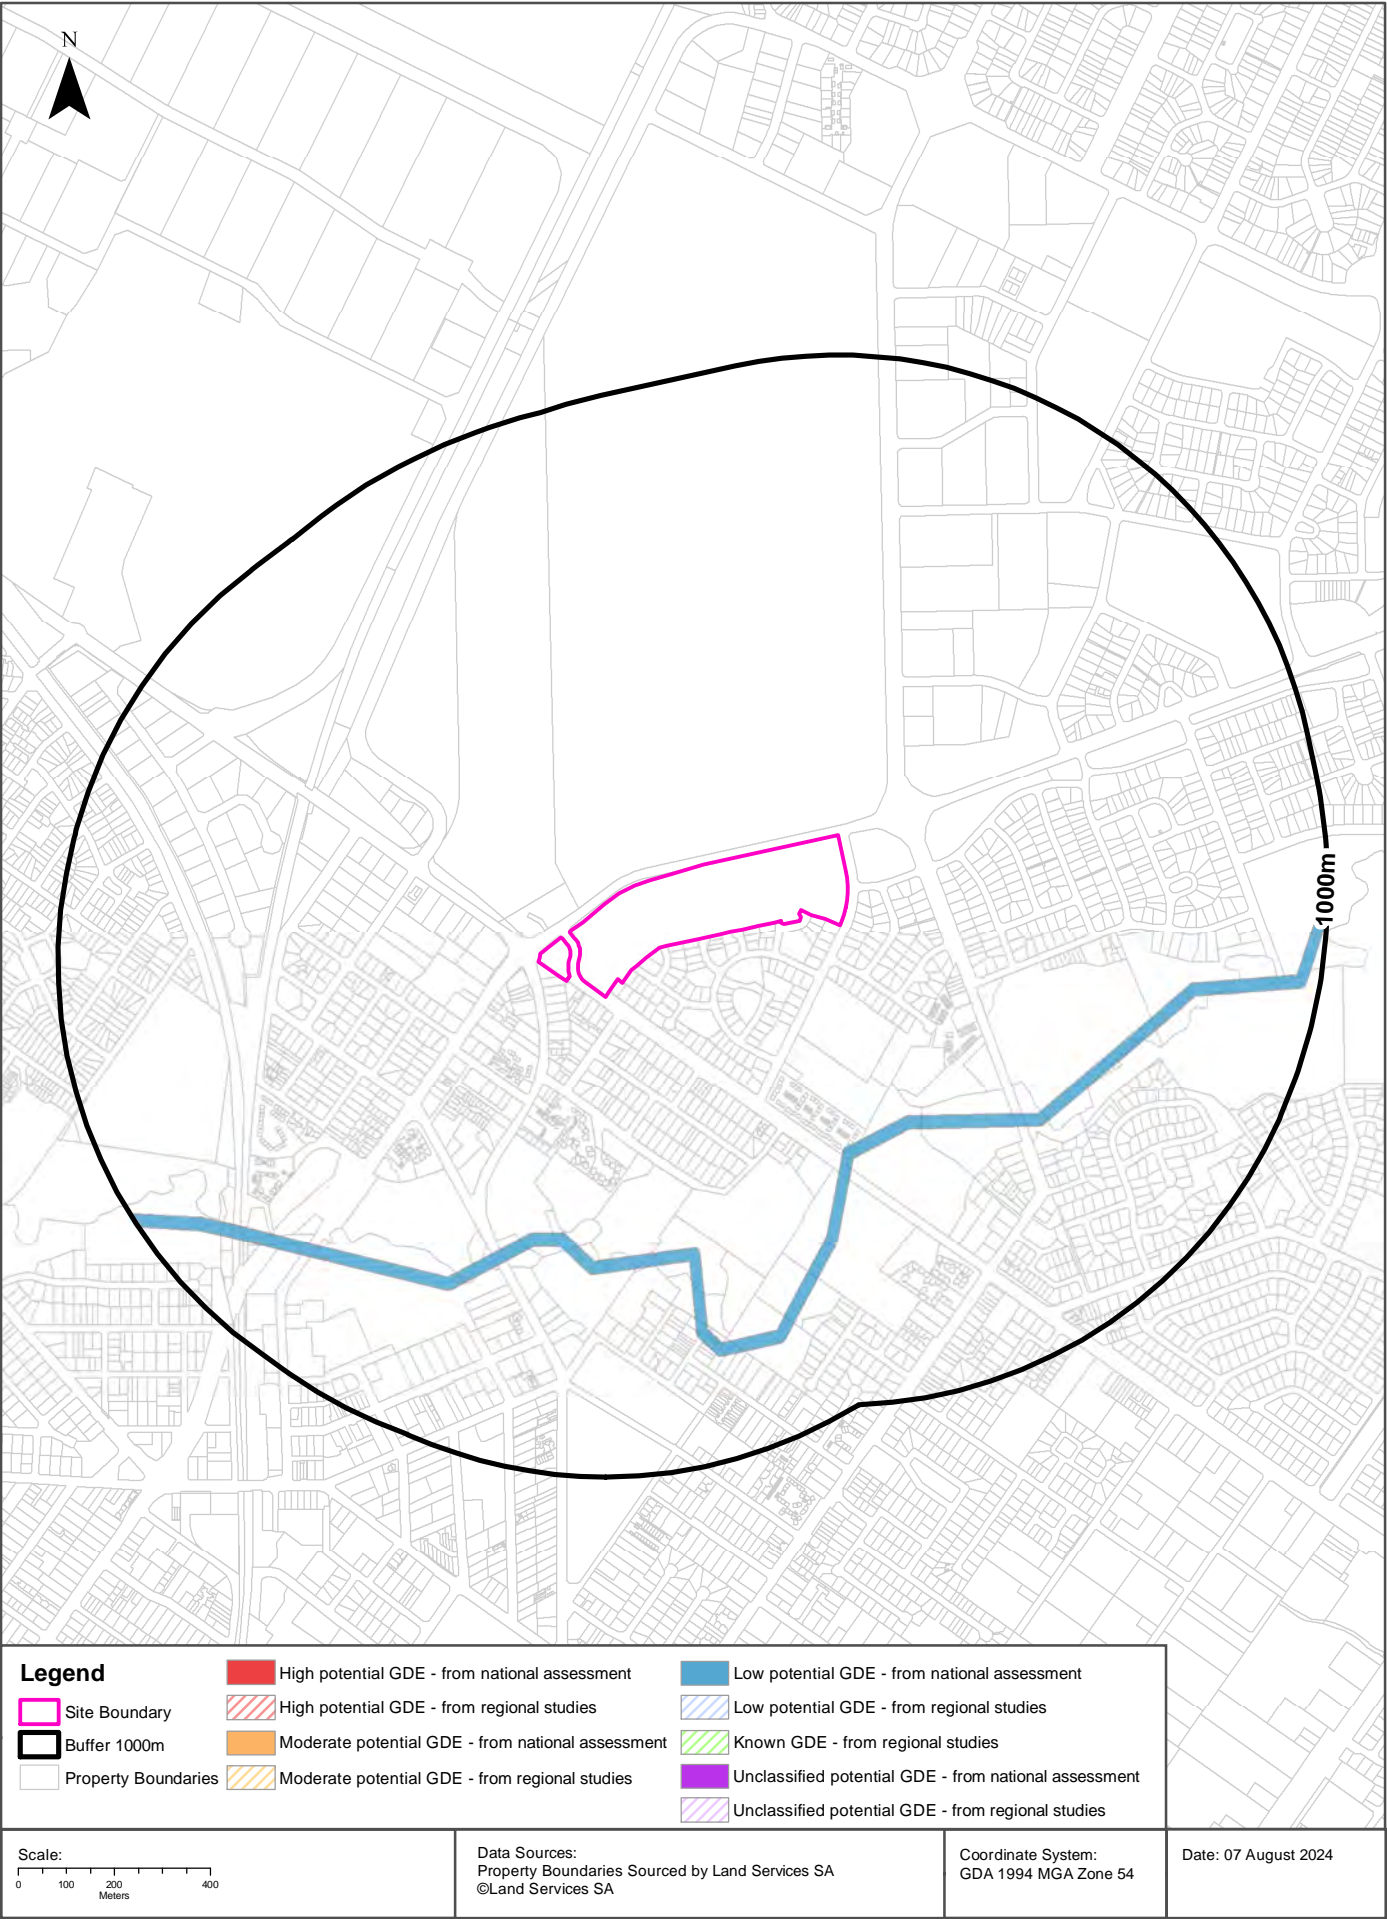 N
1000m
Legend
Site Boundary
Buffer 1000m
Property Boundaries
High potential GDE - from national assessment
High potential GDE - from regional studies
Moderate potential GDE - from national assessment
Moderate potential GDE - from regional studies
Low potential GDE - from national assessment
Low potential GDE - from regional studies
Known GDE - from regional studies
Unclassified potential GDE - from national assessment
Unclassified potential GDE - from regional studies
Scale:
0 100 200 400
Meters
Data Sources:
Property Boundaries Sourced by Land Services SA
©Land Services SA
Coordinate System:
GDA 1994 MGA Zone 54
Date: 07 August 2024